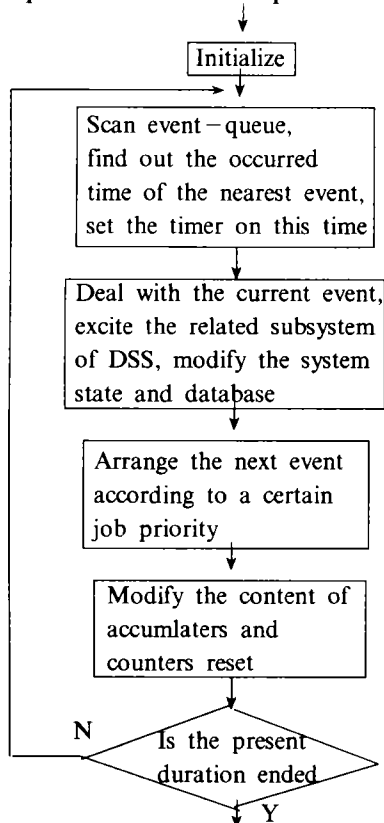 Initialize
Scan event-queue,
find out the occurred
time of the nearest event,
set the timer on this time
Deal with the current event,
excite the related subsystem
of DSS, modify the system
state and database
Arrange the next event
according to a certain
job priority
Modify the content of
accumlaters and
counters reset
N
Is the present
duration ended
Y